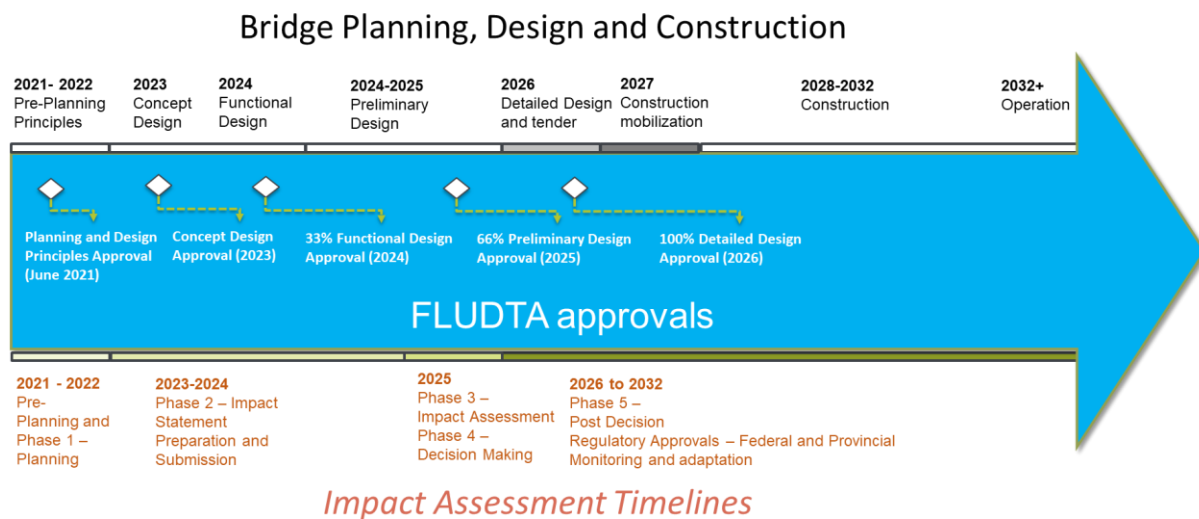 Bridge Planning, Design and Construction
2021- 2022
Pre-Planning
Principles
2023
Concept
Design
2024
Functional
Design
2024-2025
Preliminary
Design
2026
Detailed Design
and tender
2027
Construction
mobilization
2028-2032
Construction
2032+
Operation
Planning and Design
Principles Approval
(June 2021)
Concept Design
Approval (2023)
33% Functional Design
Approval (2024)
66% Preliminary Design
Approval (2025)
100% Detailed Design
Approval (2026)
FLUDTA approvals
2021 - 2022
Pre-
Planning and
Phase 1 –
Planning
2023-2024
Phase 2 – Impact
Statement
Preparation and
Submission
2025
Phase 3 –
Impact Assessment
Phase 4 –
Decision Making
2026 to 2032
Phase 5 –
Post Decision
Regulatory Approvals – Federal and Provincial
Monitoring and adaptation
Impact Assessment Timelines